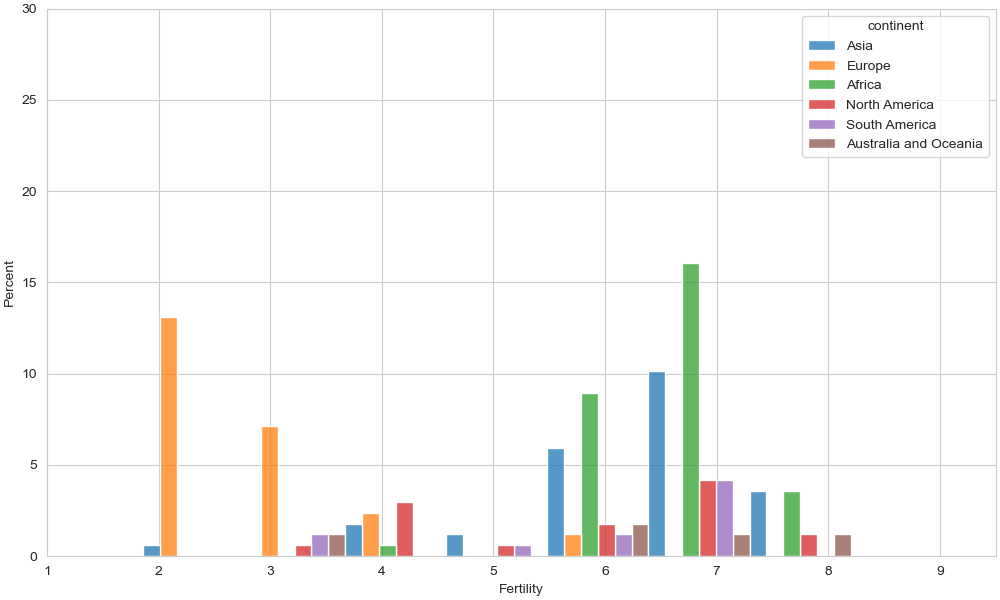 30
25
20
15
10
5
0
Percent
1 2 3 4 5 6 7 8 9
Fertility
continent
Asia
Europe
Africa
North America
South America
Australia and Oceania